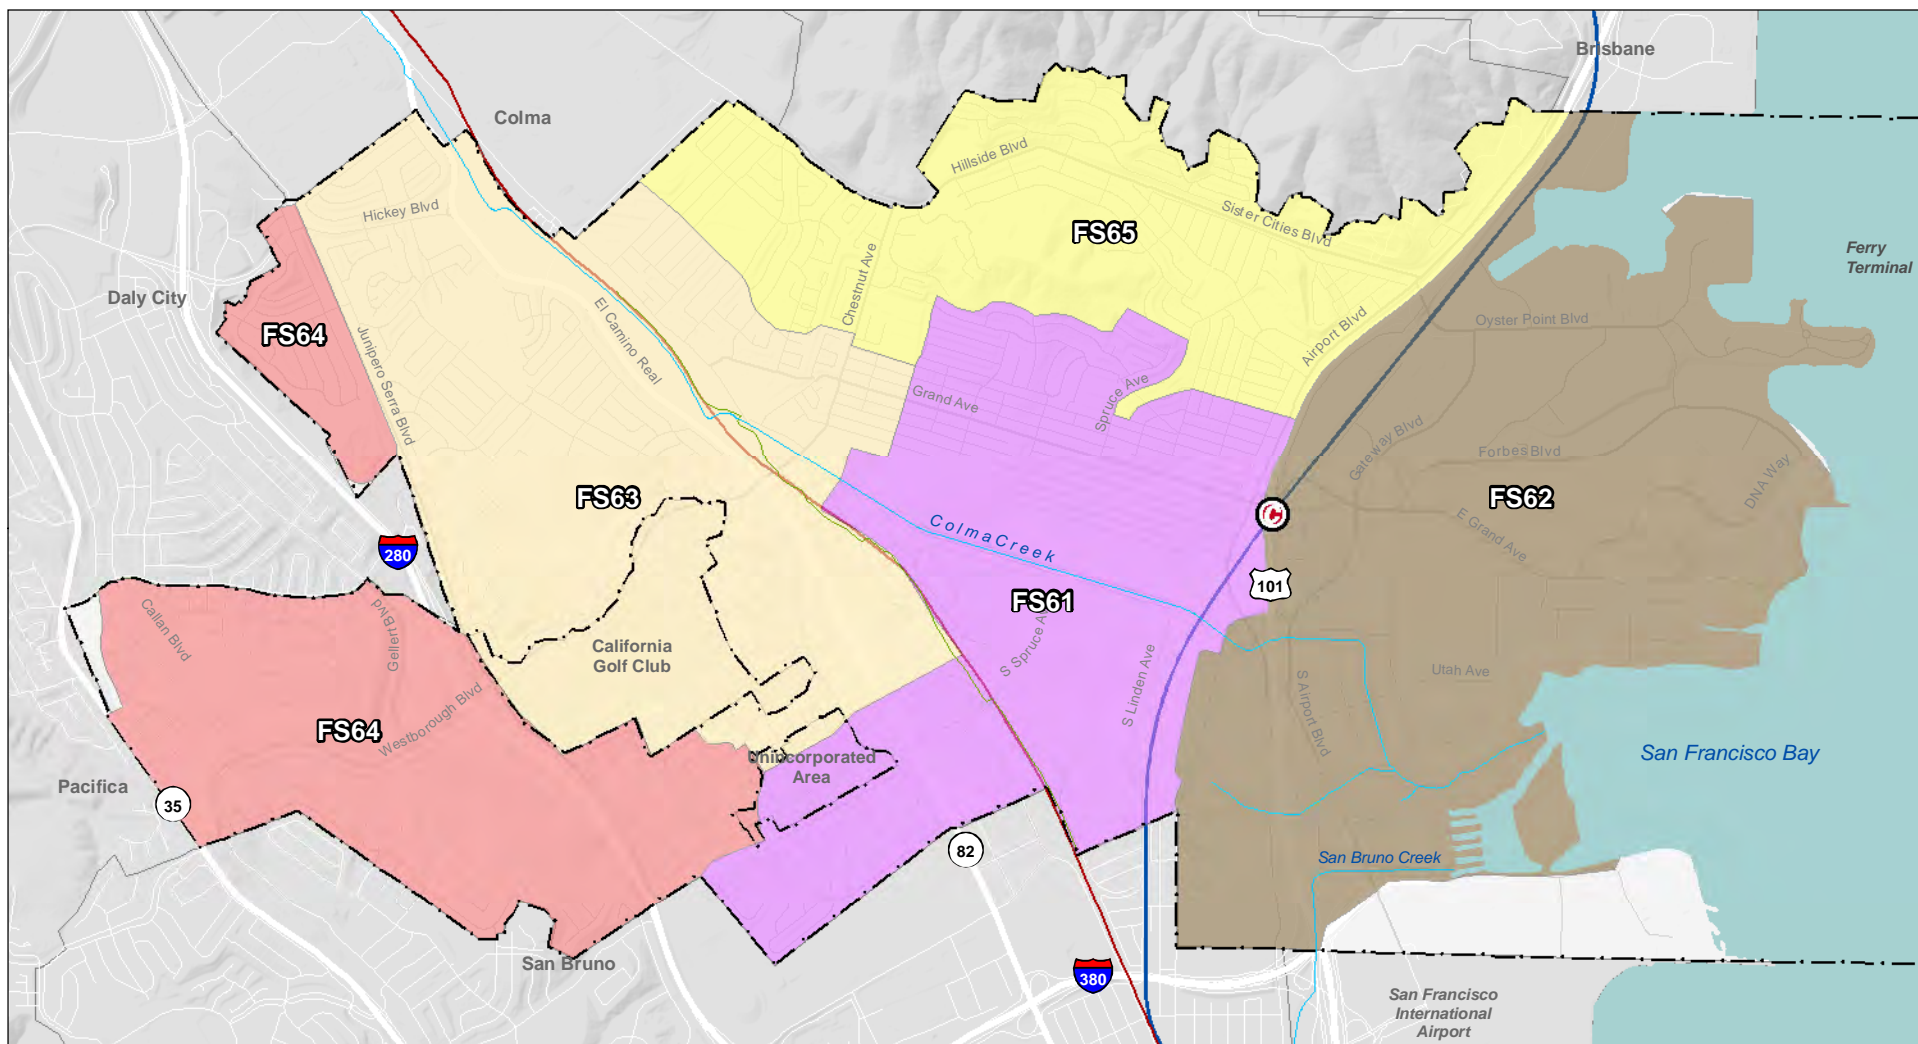 Brisbane
Colma
Hillside Blvd
Hickey Blvd
Sister Cities Blvd
FS65
Ferry
Terminal
Chestnut Ave
Daly City
El Camino Real
FS64
Junipero Serra Blvd
Airport Blvd
Oyster Point Blvd
Grand Ave
Spruce Ave
Gateway Blvd
Forbes Blvd
DNA Way
FS63
FS62
E Grand Ave
Colma Creek
280
101
FS61
Callan Blvd
Gellert Blvd
California
Golf Club
S Spruce A
S Linden Ave
S Airport Blvd
Utah Ave
Westborough Blvd
FS64
Unincorporated
Area
San Francisco Bay
Pacifica
35
82
San Bruno Creek
San Bruno
380
San Francisco
International
Airport